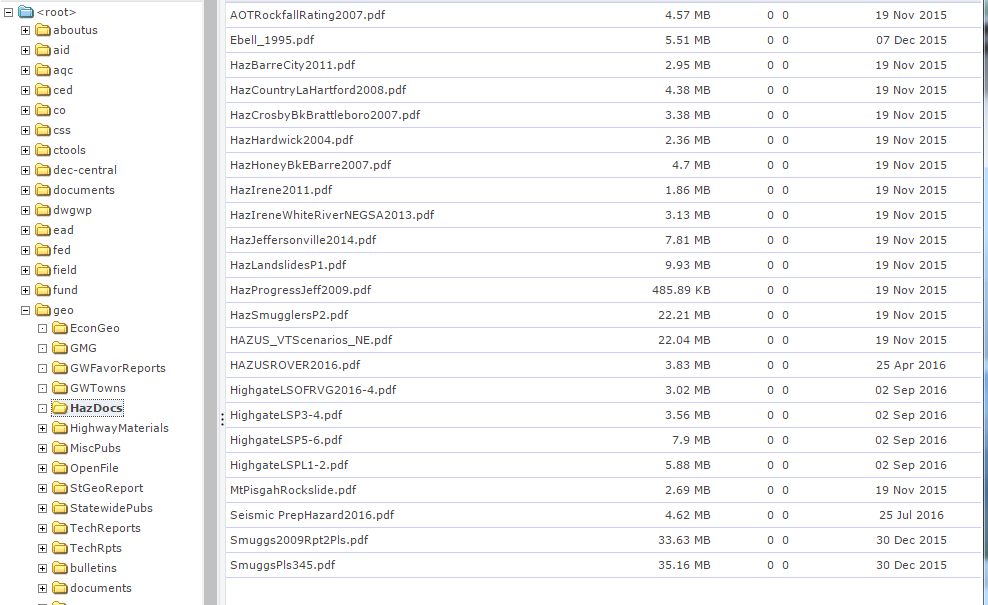 <root>
aboutus
aid
aqc
ced
co
css
ctools
dec-central
documents
dwgwp
ead
fed
field
fund
geo
EconGeo
GMG
GWFavorReports
GWTowns
HazDocs
HighwayMaterials
MiscPubs
OpenFile
StGeoReport
StatewidePubs
TechReports
TechRpts
bulletins
documents
AOTRockfallRating2007.pdf 4.57 MB 0 0 19 Nov 2015
Ebell_1995.pdf 5.51 MB 0 0 07 Dec 2015
HazBarreCity2011.pdf 2.95 MB 0 0 19 Nov 2015
HazCountryLaHartford2008.pdf 4.38 MB 0 0 19 Nov 2015
HazCrosbyBkBrattleboro2007.pdf 3.38 MB 0 0 19 Nov 2015
HazHardwick2004.pdf 2.36 MB 0 0 19 Nov 2015
HazHoneyBkEBarre2007.pdf 4.7 MB 0 0 19 Nov 2015
HazIrene2011.pdf 1.86 MB 0 0 19 Nov 2015
HazIreneWhiteRiverNEGSA2013.pdf 3.13 MB 0 0 19 Nov 2015
HazJeffersonville2014.pdf 7.81 MB 0 0 19 Nov 2015
HazLandslidesP1.pdf 9.93 MB 0 0 19 Nov 2015
HazProgressJeff2009.pdf 485.89 KB 0 0 19 Nov 2015
HazSmugglersP2.pdf 22.21 MB 0 0 19 Nov 2015
HAZUS_VTScenarios_NE.pdf 22.04 MB 0 0 19 Nov 2015
HAZUSROVER2016.pdf 3.83 MB 0 0 25 Apr 2016
HighgateLSOFRVG2016-4.pdf 3.02 MB 0 0 02 Sep 2016
HighgateLSP3-4.pdf 3.56 MB 0 0 02 Sep 2016
HighgateLSP5-6.pdf 7.9 MB 0 0 02 Sep 2016
HighgateLSPL1-2.pdf 5.88 MB 0 0 02 Sep 2016
MtPisgahRockslide.pdf 2.69 MB 0 0 19 Nov 2015
Seismic PrepHazard2016.pdf 4.62 MB 0 0 25 Jul 2016
Smuggs2009Rpt2Pls.pdf 33.63 MB 0 0 30 Dec 2015
SmuggsPls345.pdf 35.16 MB 0 0 30 Dec 2015